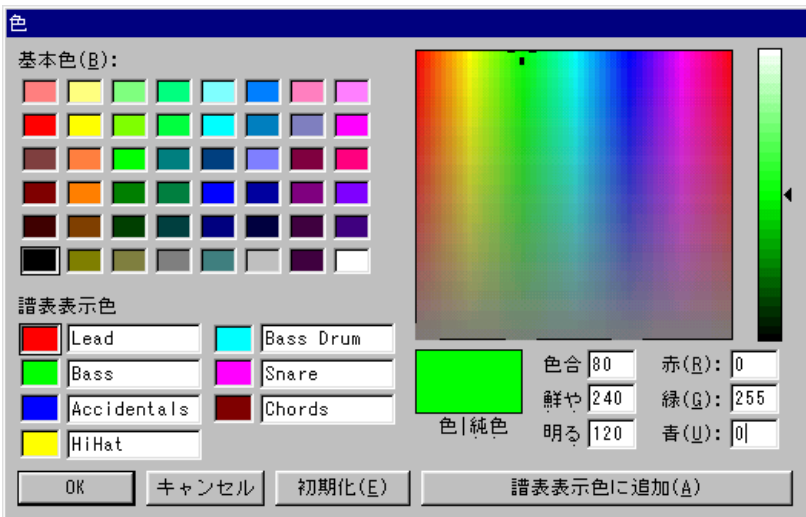 色
基本色(B):
譜表表示色
Lead
Bass Drum
Bass
Snare
Accidentals
Chords
HiHat
色|純色
色合 80
赤(R): 0
鮮や 240
緑(G): 255
明る 120
青(U): 0
OK
キャンセル
初期化(E)
譜表表示色に追加(A)